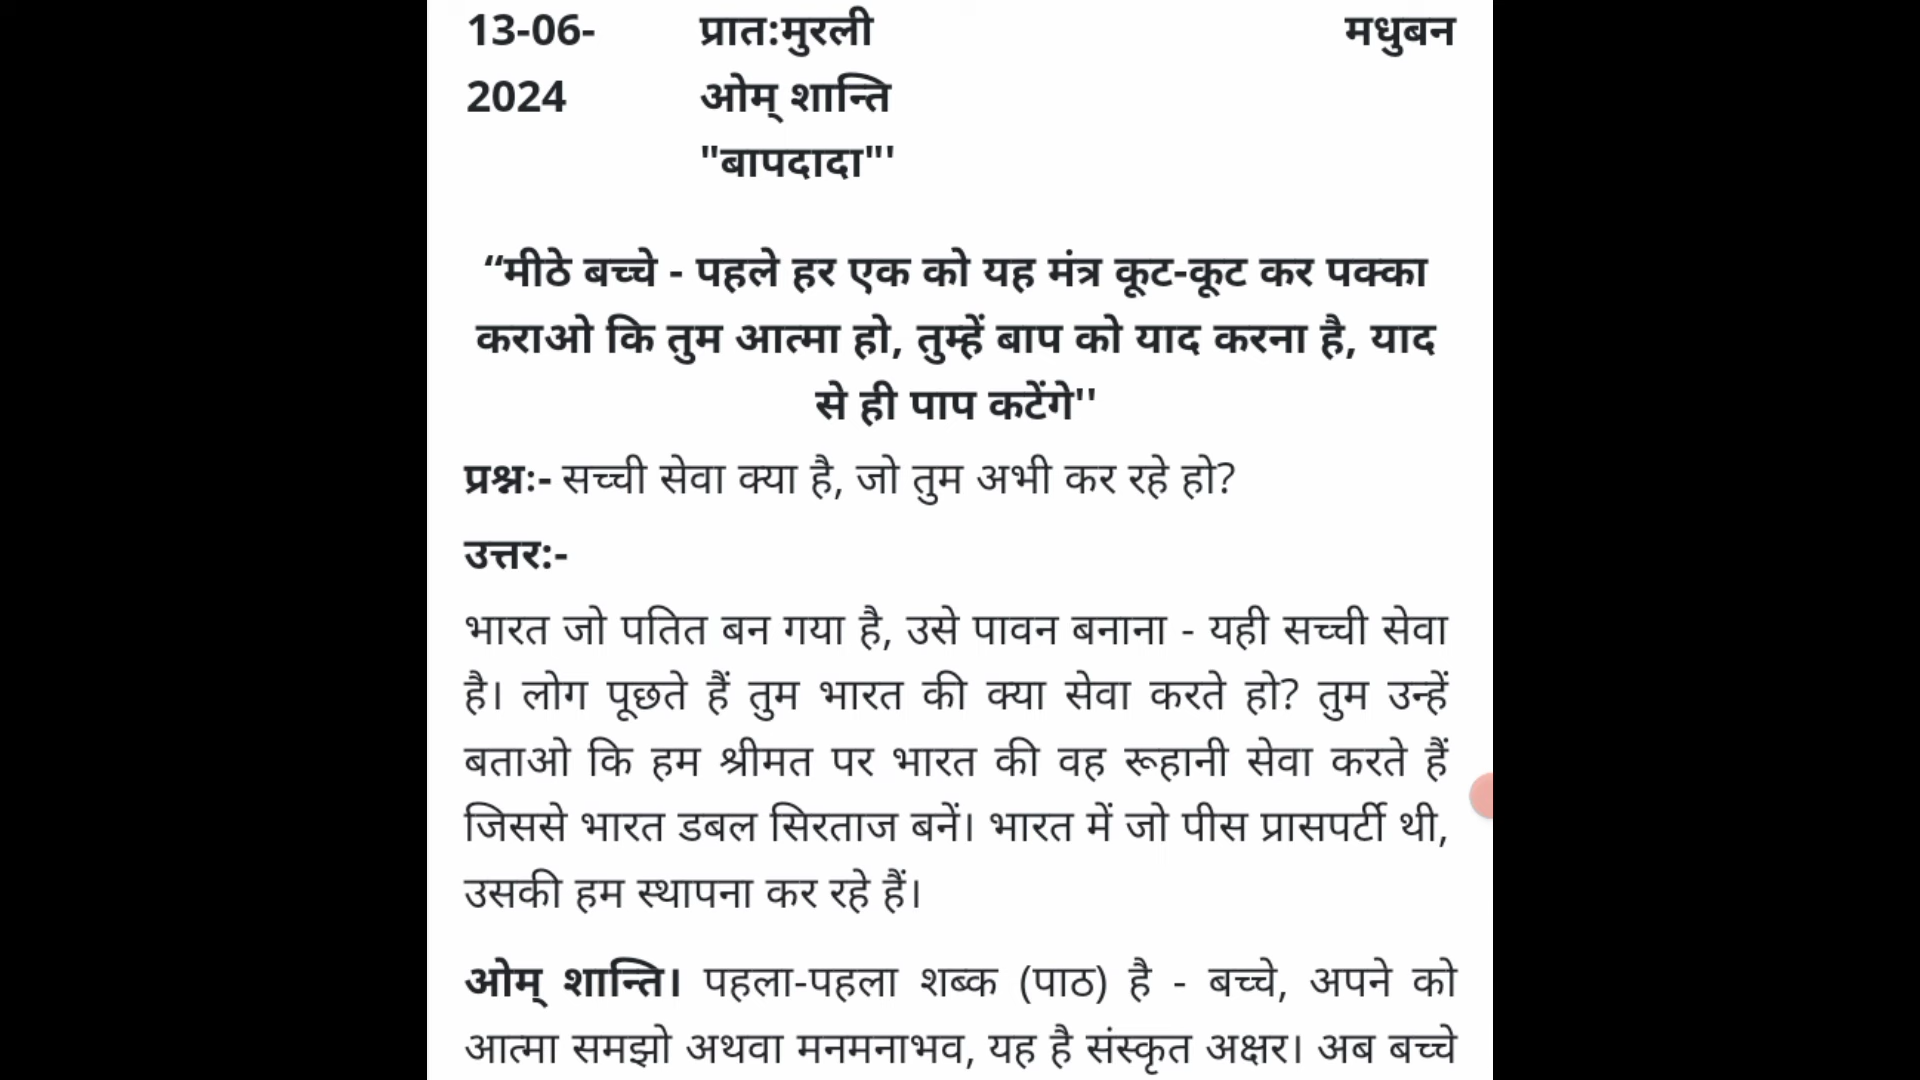 13-06- प्रात:मुरली मधुबन
2024 ओम् शान्ति
"बापदादा"'
“मीठे बच्चे - पहले हर एक को यह मंत्र कूट-कूट कर पक्का
कराओ कि तुम आत्मा हो, तुम्हें बाप को याद करना है, याद
से ही पाप कटेंगे''
प्रश्नः- सच्ची सेवा क्या है, जो तुम अभी कर रहे हो?
उत्तर:-
भारत जो पतित बन गया है, उसे पावन बनाना - यही सच्ची सेवा
है। लोग पूछते हैं तुम भारत की क्या सेवा करते हो? तुम उन्हें
बताओ कि हम श्रीमत पर भारत की वह रूहानी सेवा करते हैं
जिससे भारत डबल सिरताज बनें। भारत में जो पीस प्रासपर्टी थी,
उसकी हम स्थापना कर रहे हैं।
ओम् शान्ति। पहला-पहला शब्क (पाठ) है - बच्चे, अपने को
आत्मा समझो अथवा मनमनाभव, यह है संस्कृत अक्षर। अब बच्चे